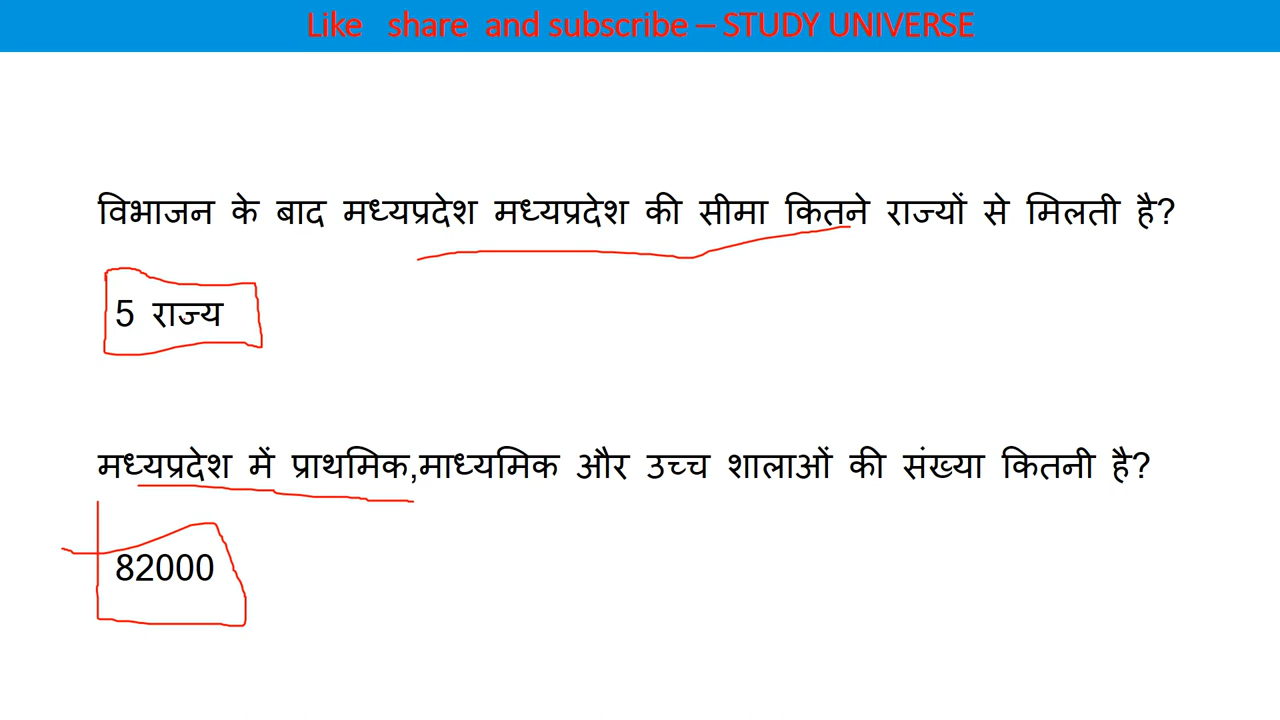 Like share and subscribe – STUDY UNIVERSE
विभाजन के बाद मध्यप्रदेश मध्यप्रदेश की सीमा कितने राज्यों से मिलती है?
5 राज्य
मध्यप्रदेश में प्राथमिक,माध्यमिक और उच्च शालाओं की संख्या कितनी है?
82000